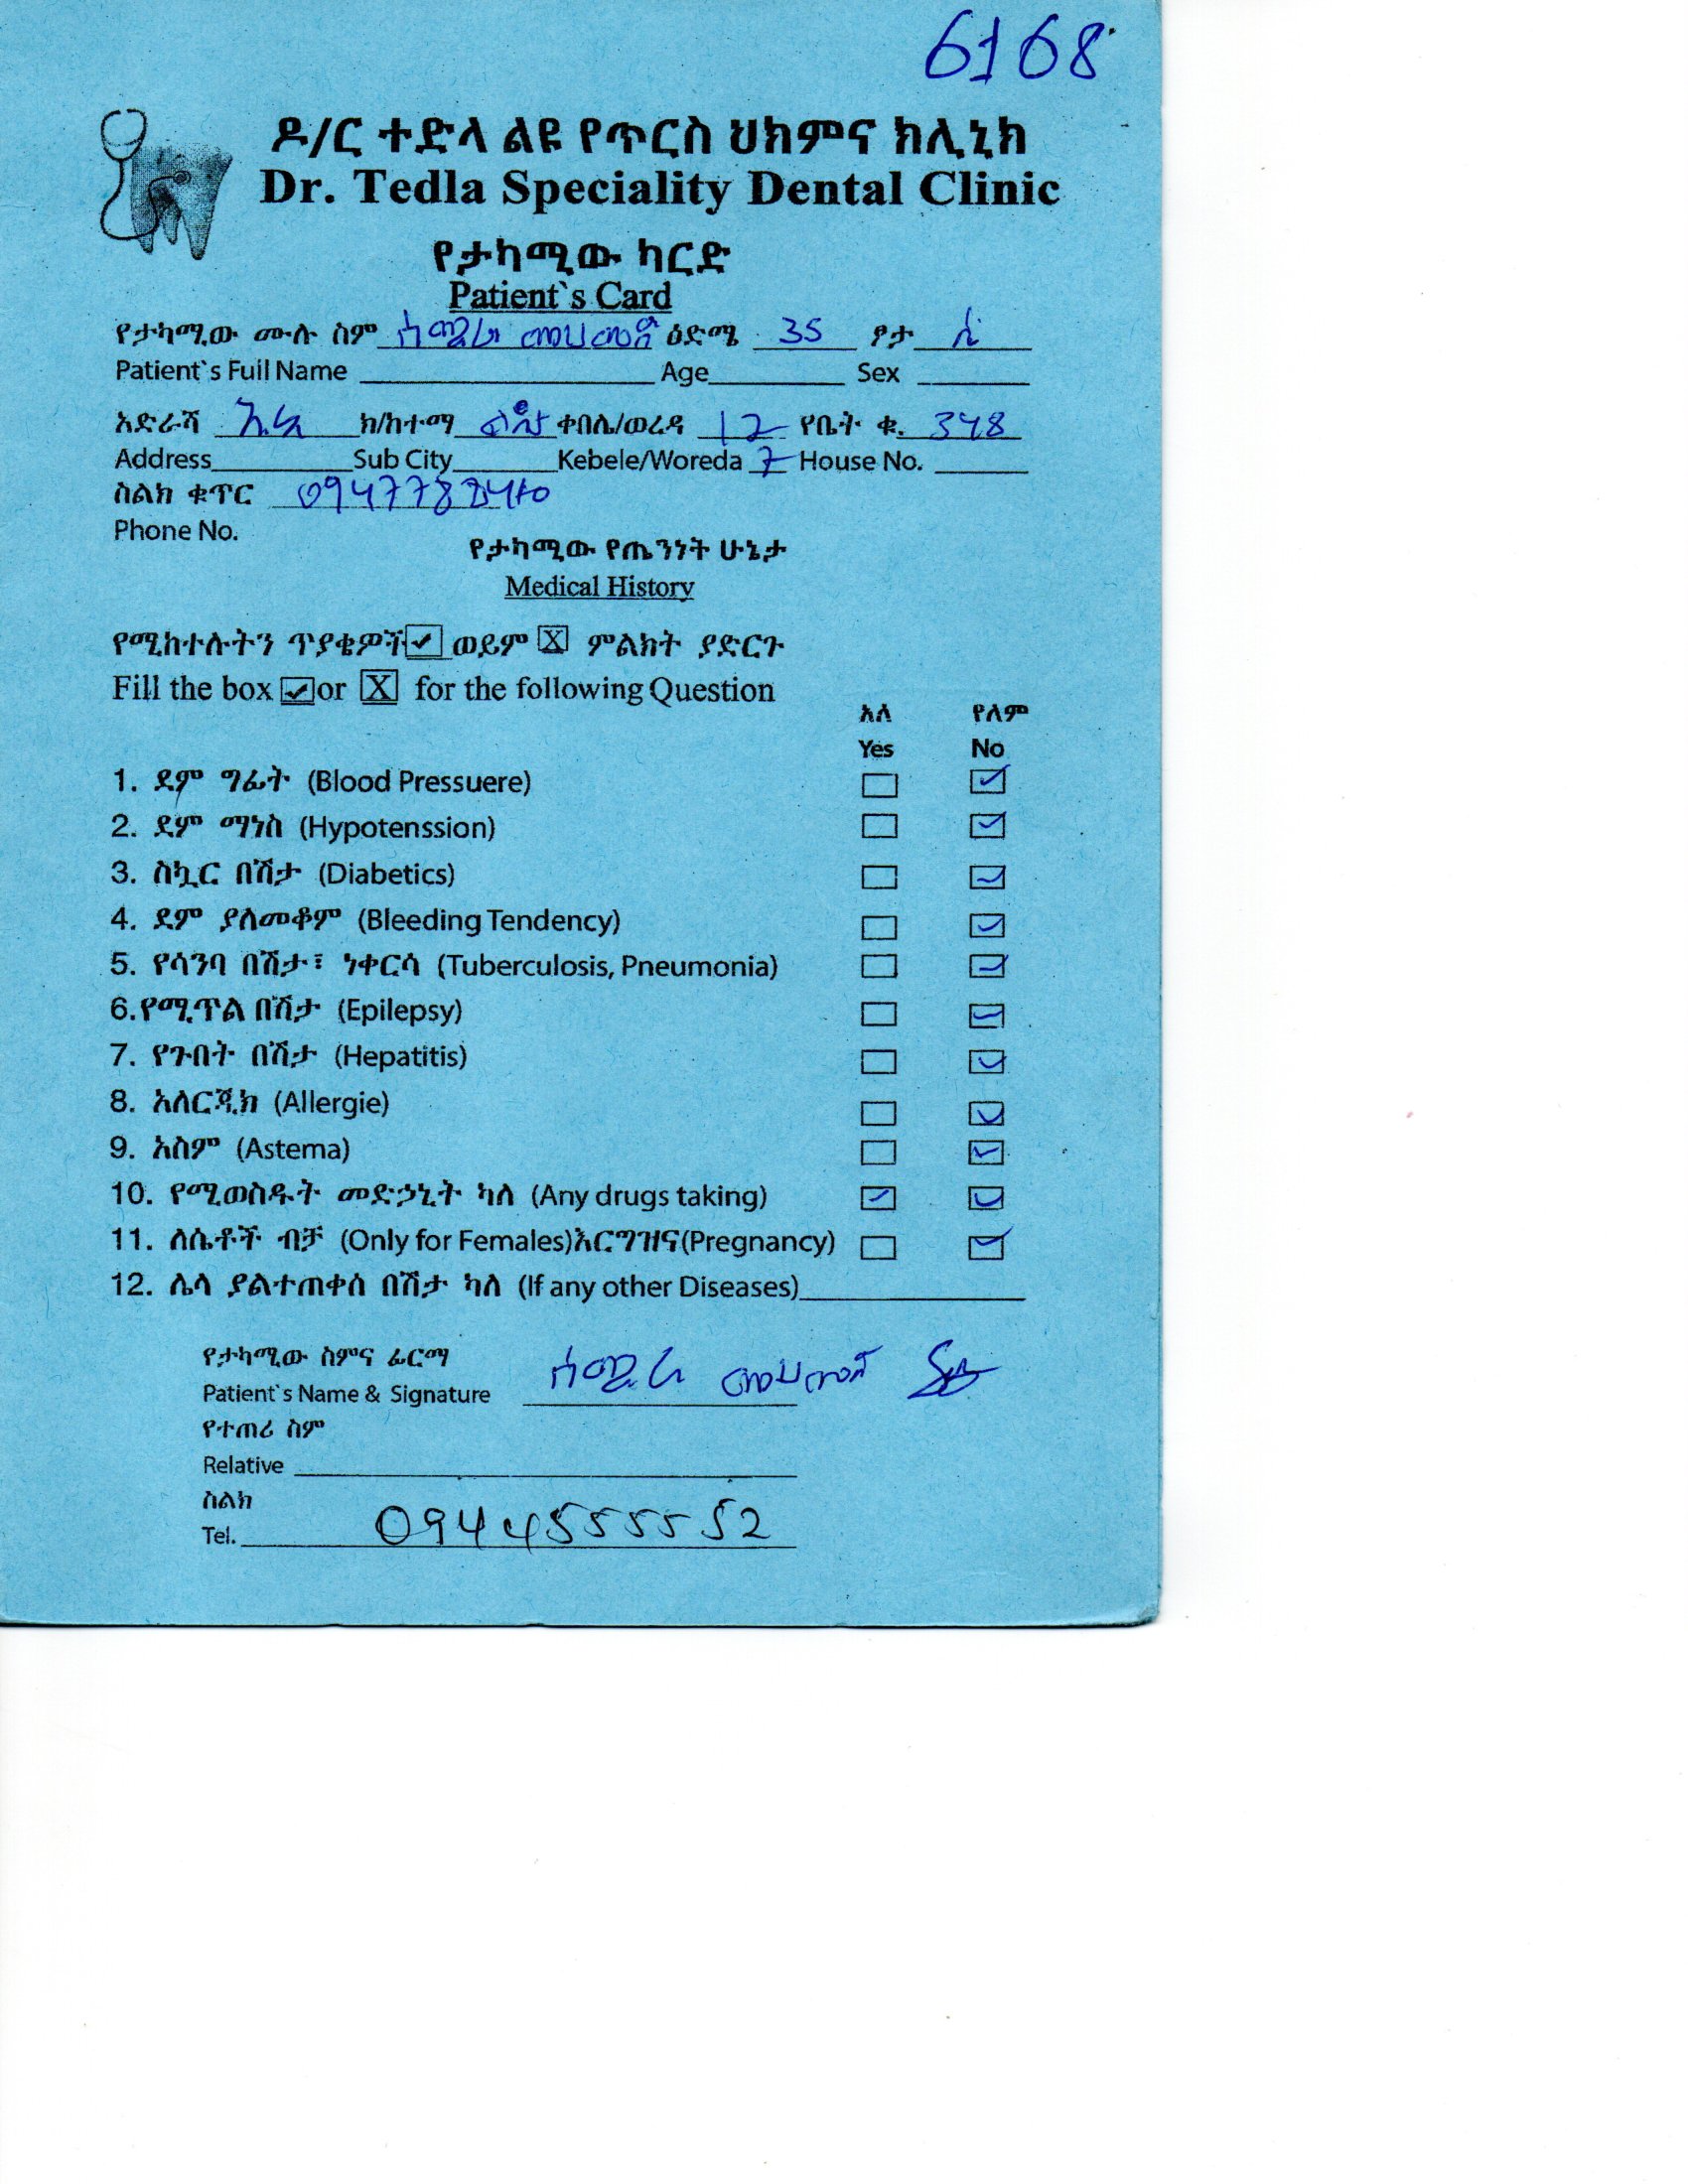 6168
ዶ/ር ተድላ ልዩ የጥርስ ህክምና ክሊኒክ
Dr. Tedla Speciality Dental Clinic
የታካሚው ካርድ
Patient`s Card
የታካሚው ሙሉ ስም ሰሚራ መሀመድ ዕድሜ 35 ፆታ ሴ
Patient`s Full Name Age Sex
አድራሻ አ.አ ክ/ከተማ ልደታ ቀበሌ/ወረዳ 12 የቤት ቁ. 348
Address Sub City Kebele/Woreda 7 House No.
ስልክ ቁጥር
Phone No.
የታካሚው የጤንነት ሁኔታ
Medical History
የሚከተሉትን ጥያቄዎች ✓ ወይም X ምልክት ያድርጉ
Fill the box ✓ or X for the following Question
አለ የለም
Yes No
1. ደም ግፊት (Blood Pressuere) ✓
2. ደም ማነስ (Hypotenssion) ✓
3. ስኳር በሽታ (Diabetics) ✓
4. ደም ያለመቆም (Bleeding Tendency) ✓
5. የሳንባ በሽታ፣ ነቀርሳ (Tuberculosis, Pneumonia) ✓
6.የሚጥል በሽታ (Epilepsy) ✓
7. የጉበት በሽታ (Hepatitis) ✓
8. አለርጂክ (Allergie) ✓
9. አስም (Astema) ✓
10. የሚወስዱት መድኃኒት ካለ (Any drugs taking) ✓ ✓
11. ለሴቶች ብቻ (Only for Females)እርግዝና(Pregnancy) ✓
12. ሌላ ያልተጠቀሰ በሽታ ካለ (If any other Diseases)
የታካሚው ስምና ፊርማ
Patient`s Name & Signature ሰሚራ መሀመድ
የተጠሪ ስም
Relative
ስልክ
Tel. 0944555552